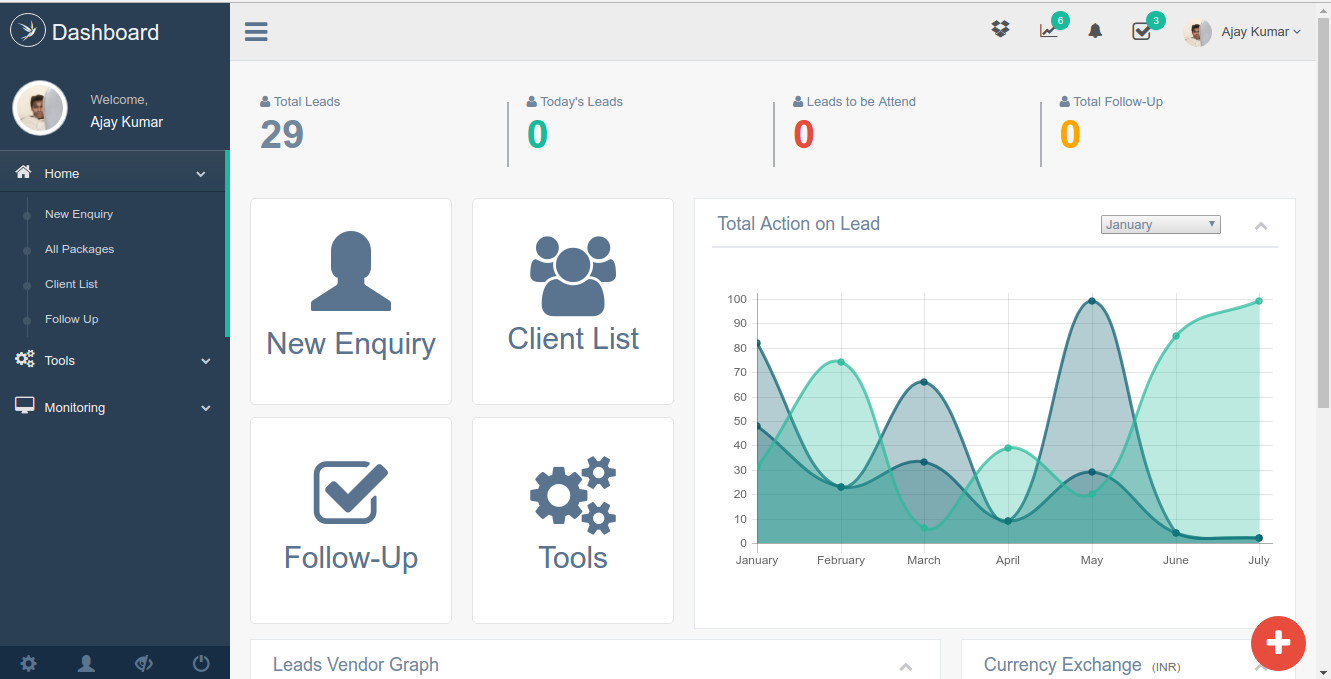 Dashboard
6
3
Ajay Kumar
Welcome,
Ajay Kumar
Home
New Enquiry
All Packages
Client List
Follow Up
Tools
Monitoring
Total Leads
29
Today's Leads
0
Leads to be Attend
0
Total Follow-Up
0
New Enquiry
Client List
Follow-Up
Tools
Total Action on Lead
January
100
90
80
70
60
50
40
30
20
10
0
January February March April May June July
Leads Vendor Graph
Currency Exchange (INR)